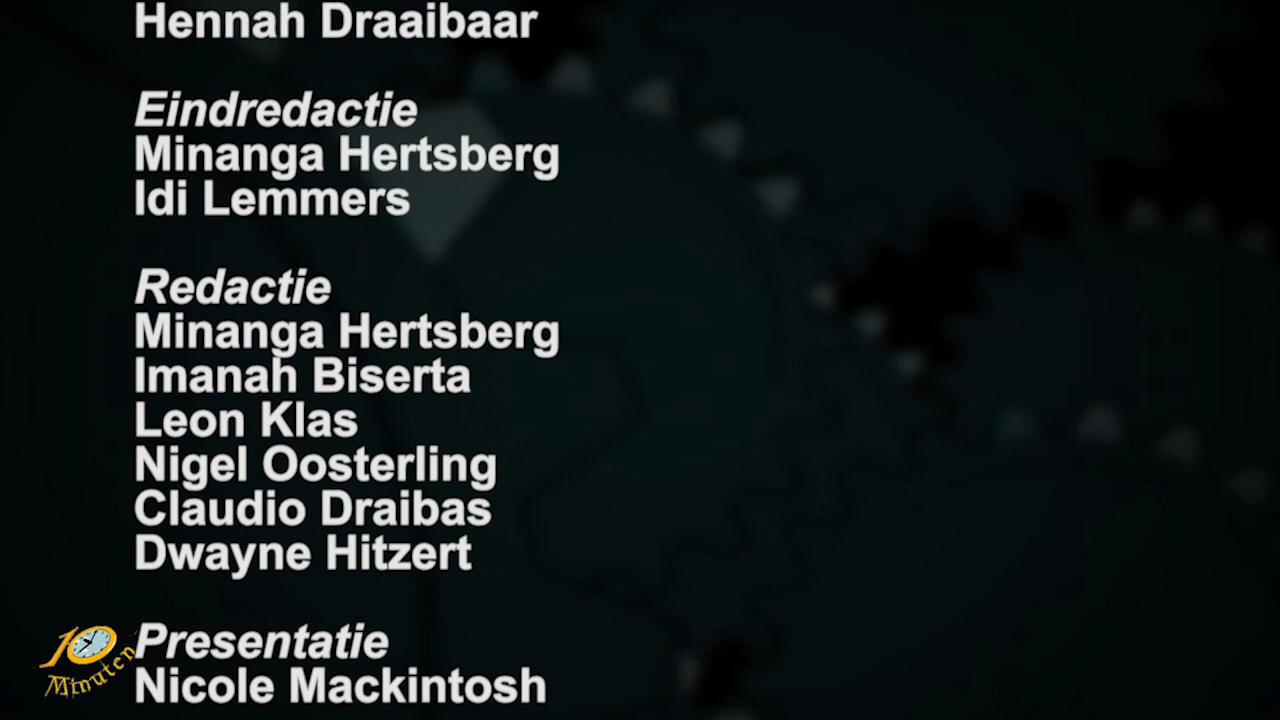 Hennah Draaibaar
Eindredactie
Minanga Hertsberg
Idi Lemmers
Redactie
Minanga Hertsberg
Imanah Biserta
Leon Klas
Nigel Oosterling
Claudio Draibas
Dwayne Hitzert
Presentatie
Nicole Mackintosh
10
Minuten